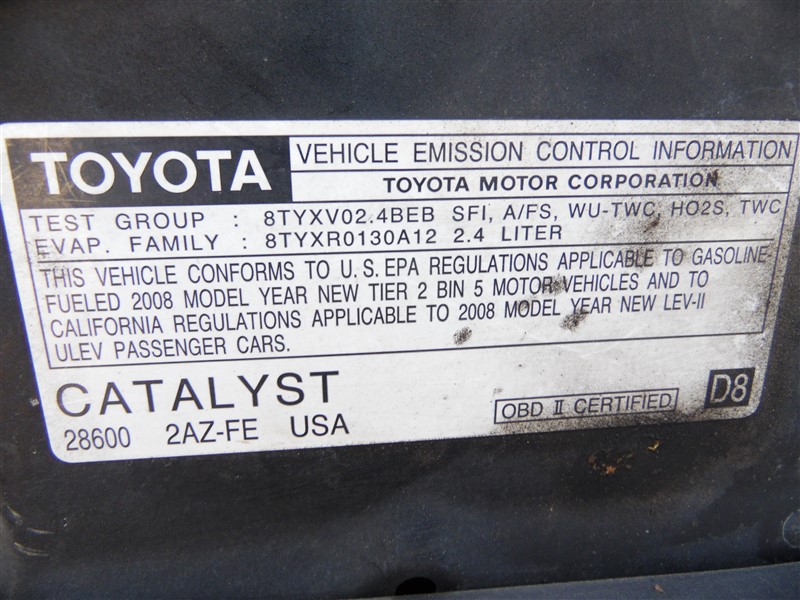 TOYOTA
VEHICLE EMISSION CONTROL INFORMATION
TOYOTA MOTOR CORPORATION
TEST GROUP : 8TYXV02.4BEB SFI, A/FS, WU-TWC, HO2S, TWC
EVAP. FAMILY : 8TYXR0130A12 2.4 LITER
THIS VEHICLE CONFORMS TO U.S.EPA REGULATIONS APPLICABLE TO GASOLINE-
FUELED 2008 MODEL YEAR NEW TIER 2 BIN 5 MOTOR VEHICLES AND TO
CALIFORNIA REGULATIONS APPLICABLE TO 2008 MODEL YEAR NEW LEV-II
ULEV PASSENGER CARS.
CATALYST
OBD II CERTIFIED
D8
28600 2AZ-FE USA